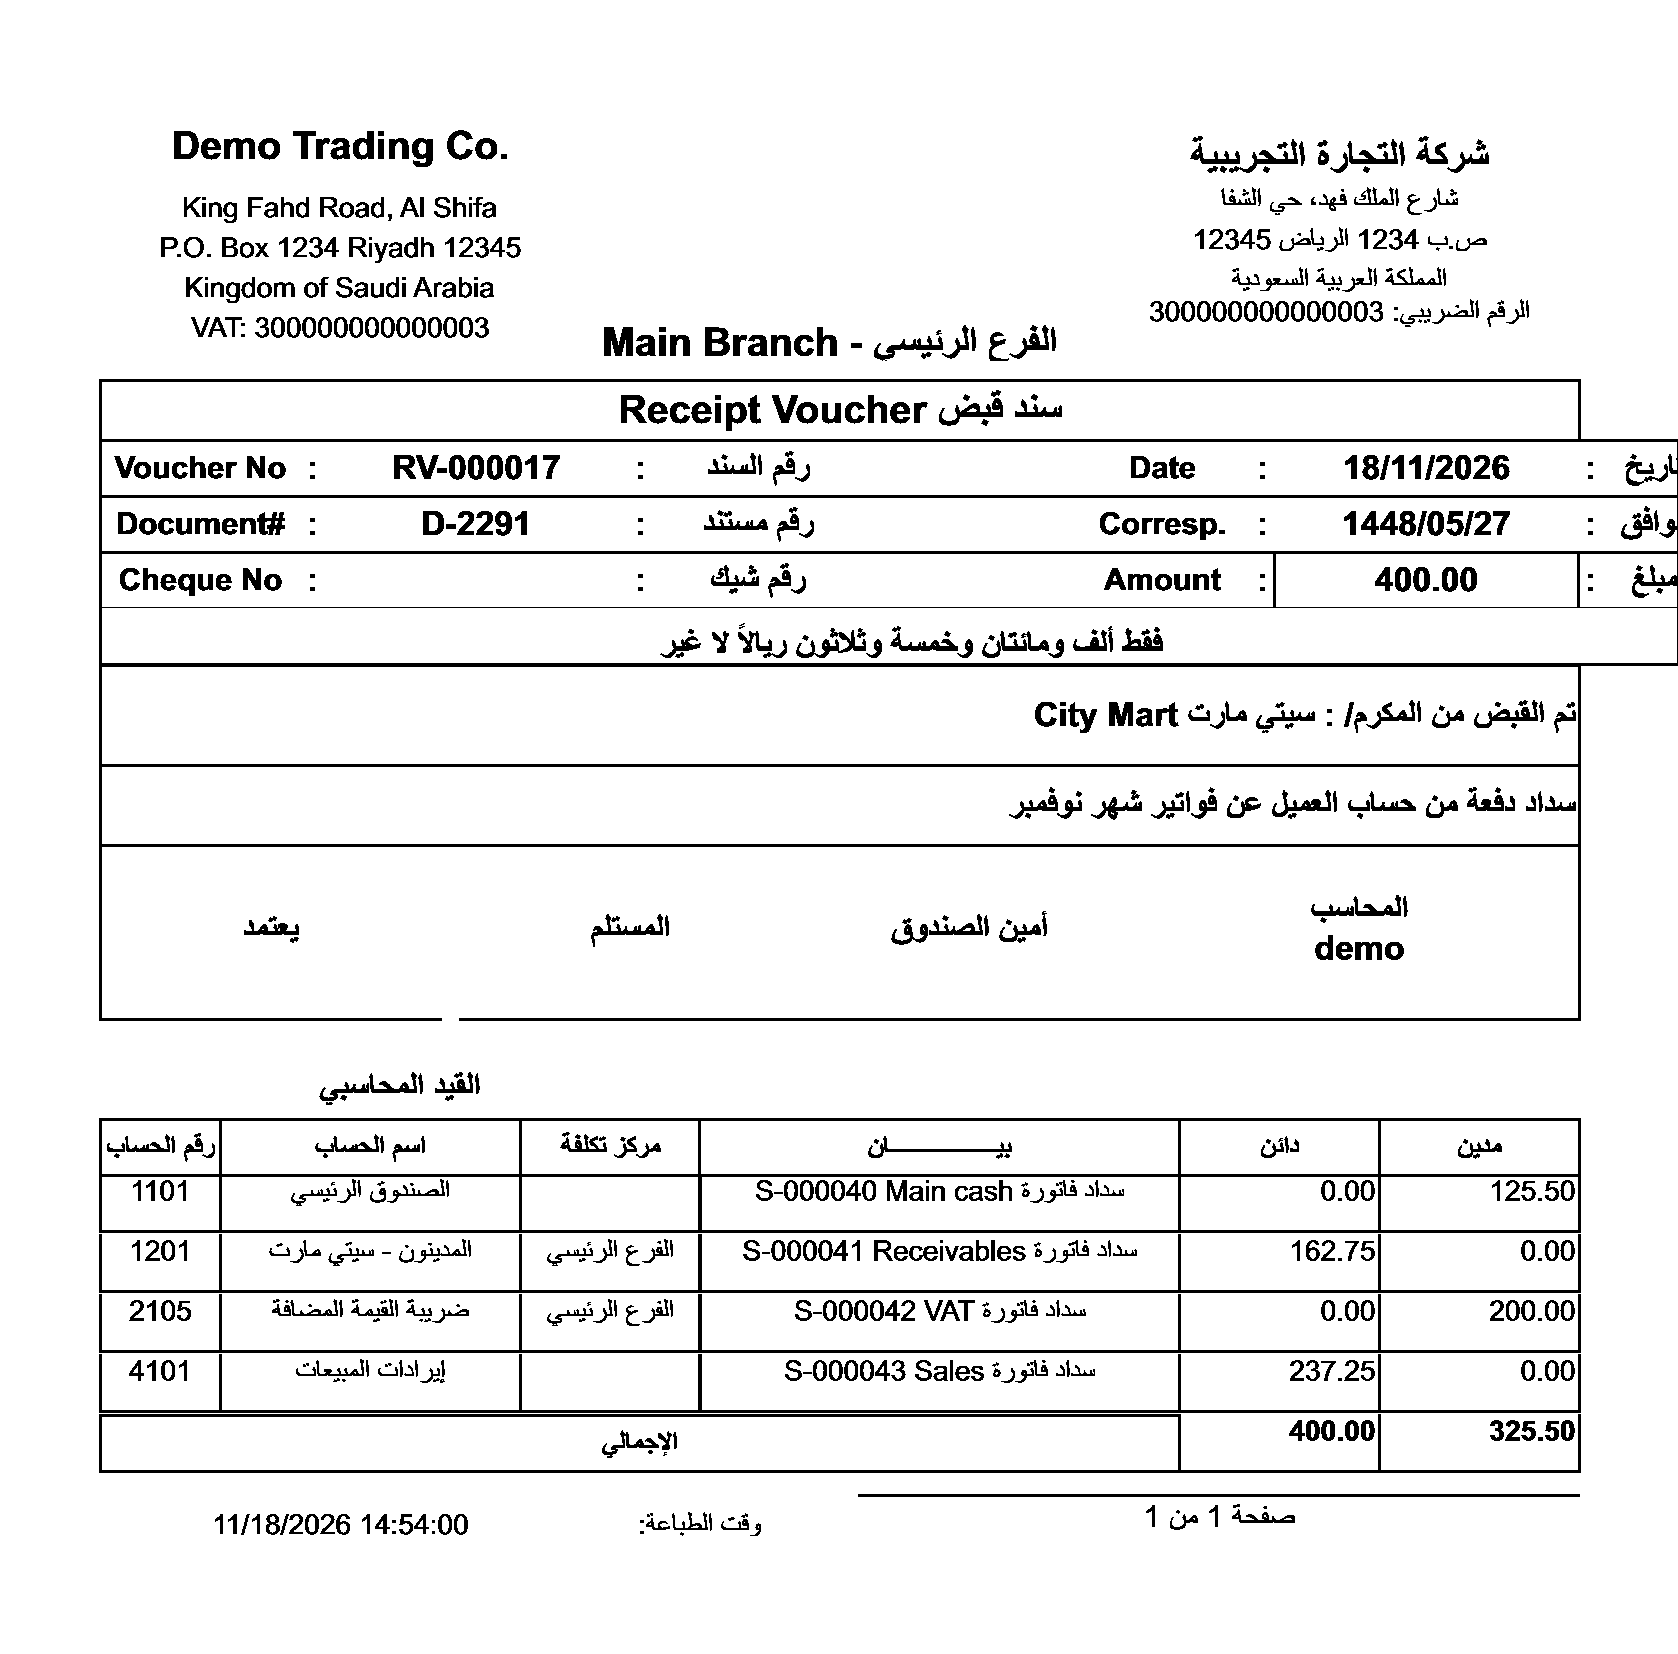 Demo Trading Co.
King Fahd Road, Al Shifa
P.O. Box 1234 Riyadh 12345
Kingdom of Saudi Arabia
VAT: 300000000000003
شركة التجارة التجريبية
شارع الملك فهد، حي الشفا
ص.ب 1234 الرياض 12345
المملكة العربية السعودية
الرقم الضريبي: 300000000000003
Main Branch - الفرع الرئيسي
Receipt Voucher سند قبض
Voucher No : RV-000017 : رقم السند Date : 18/11/2026 :
Document# : D-2291 : رقم مستند Corresp. : 1448/05/27 :
Cheque No : : رقم شيك Amount : 400.00 :
فقط ألف ومائتان وخمسة وثلاثون ريالاً لا غير
تم القبض من المكرم/ : سيتي مارت City Mart
سداد دفعة من حساب العميل عن فواتير شهر نوفمبر
المحاسب أمين الصندوق المستلم يعتمد
demo
القيد المحاسبي
رقم الحساب اسم الحساب مركز تكلفة بيـــــــــــــان دائن مدين
1101 الصندوق الرئيسي سداد فاتورة S-000040 Main cash 0.00 125.50
1201 المدينون - سيتي مارت الفرع الرئيسي سداد فاتورة S-000041 Receivables 162.75 0.00
2105 ضريبة القيمة المضافة الفرع الرئيسي سداد فاتورة S-000042 VAT 0.00 200.00
4101 إيرادات المبيعات سداد فاتورة S-000043 Sales 237.25 0.00
الإجمالي 400.00 325.50
صفحة 1 من 1
وقت الطباعة: 11/18/2026 14:54:00